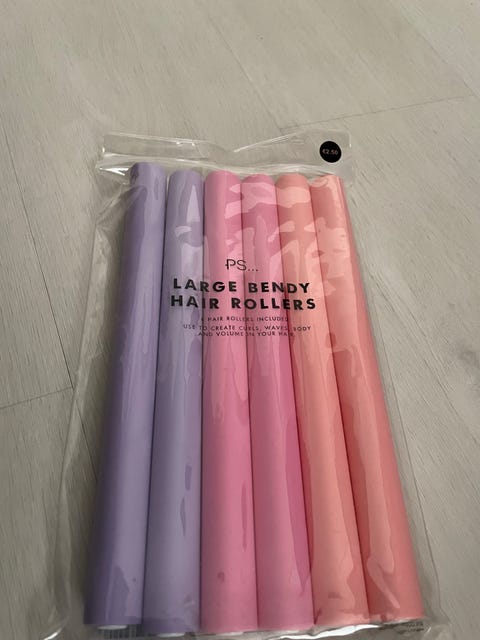 €2.50
PS...
LARGE BENDY
HAIR ROLLERS
6 HAIR ROLLERS INCLUDED.
USE TO CREATE CURLS, WAVES, BODY
AND VOLUME IN YOUR HAIR.